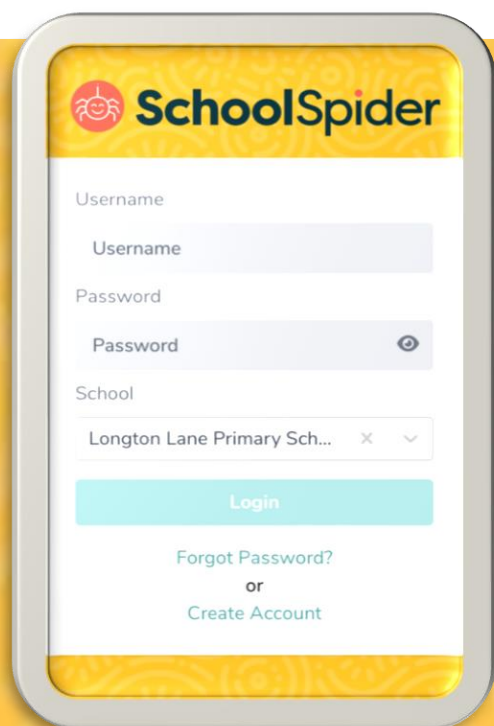 SchoolSpider
Username
Username
Password
Password
School
Longton Lane Primary Sch...
Login
Forgot Password?
or
Create Account